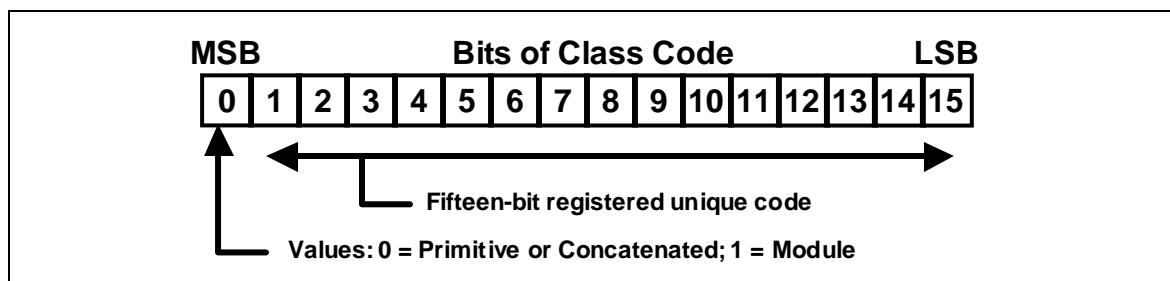 MSB Bits of Class Code LSB
0 1 2 3 4 5 6 7 8 9 10 11 12 13 14 15
Fifteen-bit registered unique code
Values: 0 = Primitive or Concatenated; 1 = Module